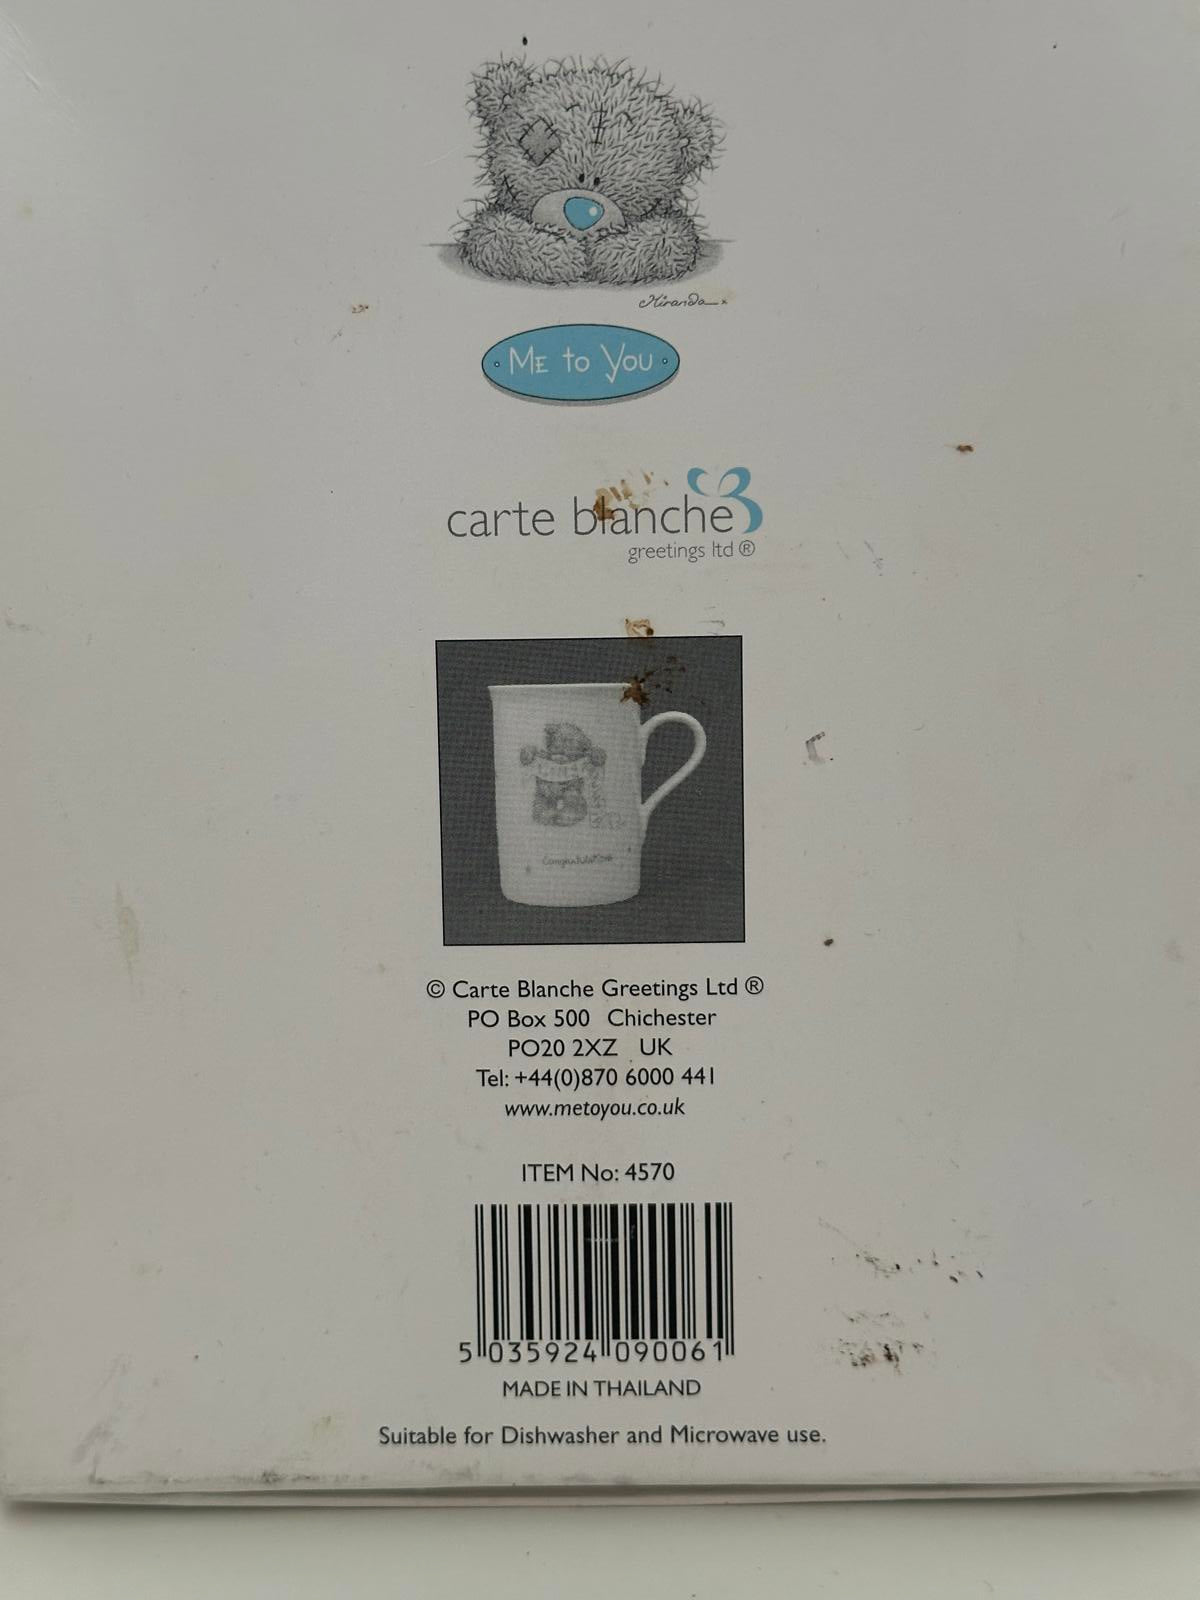 Miranda x
ME to You
carte blanche
greetings ltd ®
Congratulations
© Carte Blanche Greetings Ltd ®
PO Box 500 Chichester
PO20 2XZ UK
Tel: +44(0)870 6000 441
www.metoyou.co.uk
ITEM No: 4570
5 035924 090061
MADE IN THAILAND
Suitable for Dishwasher and Microwave use.